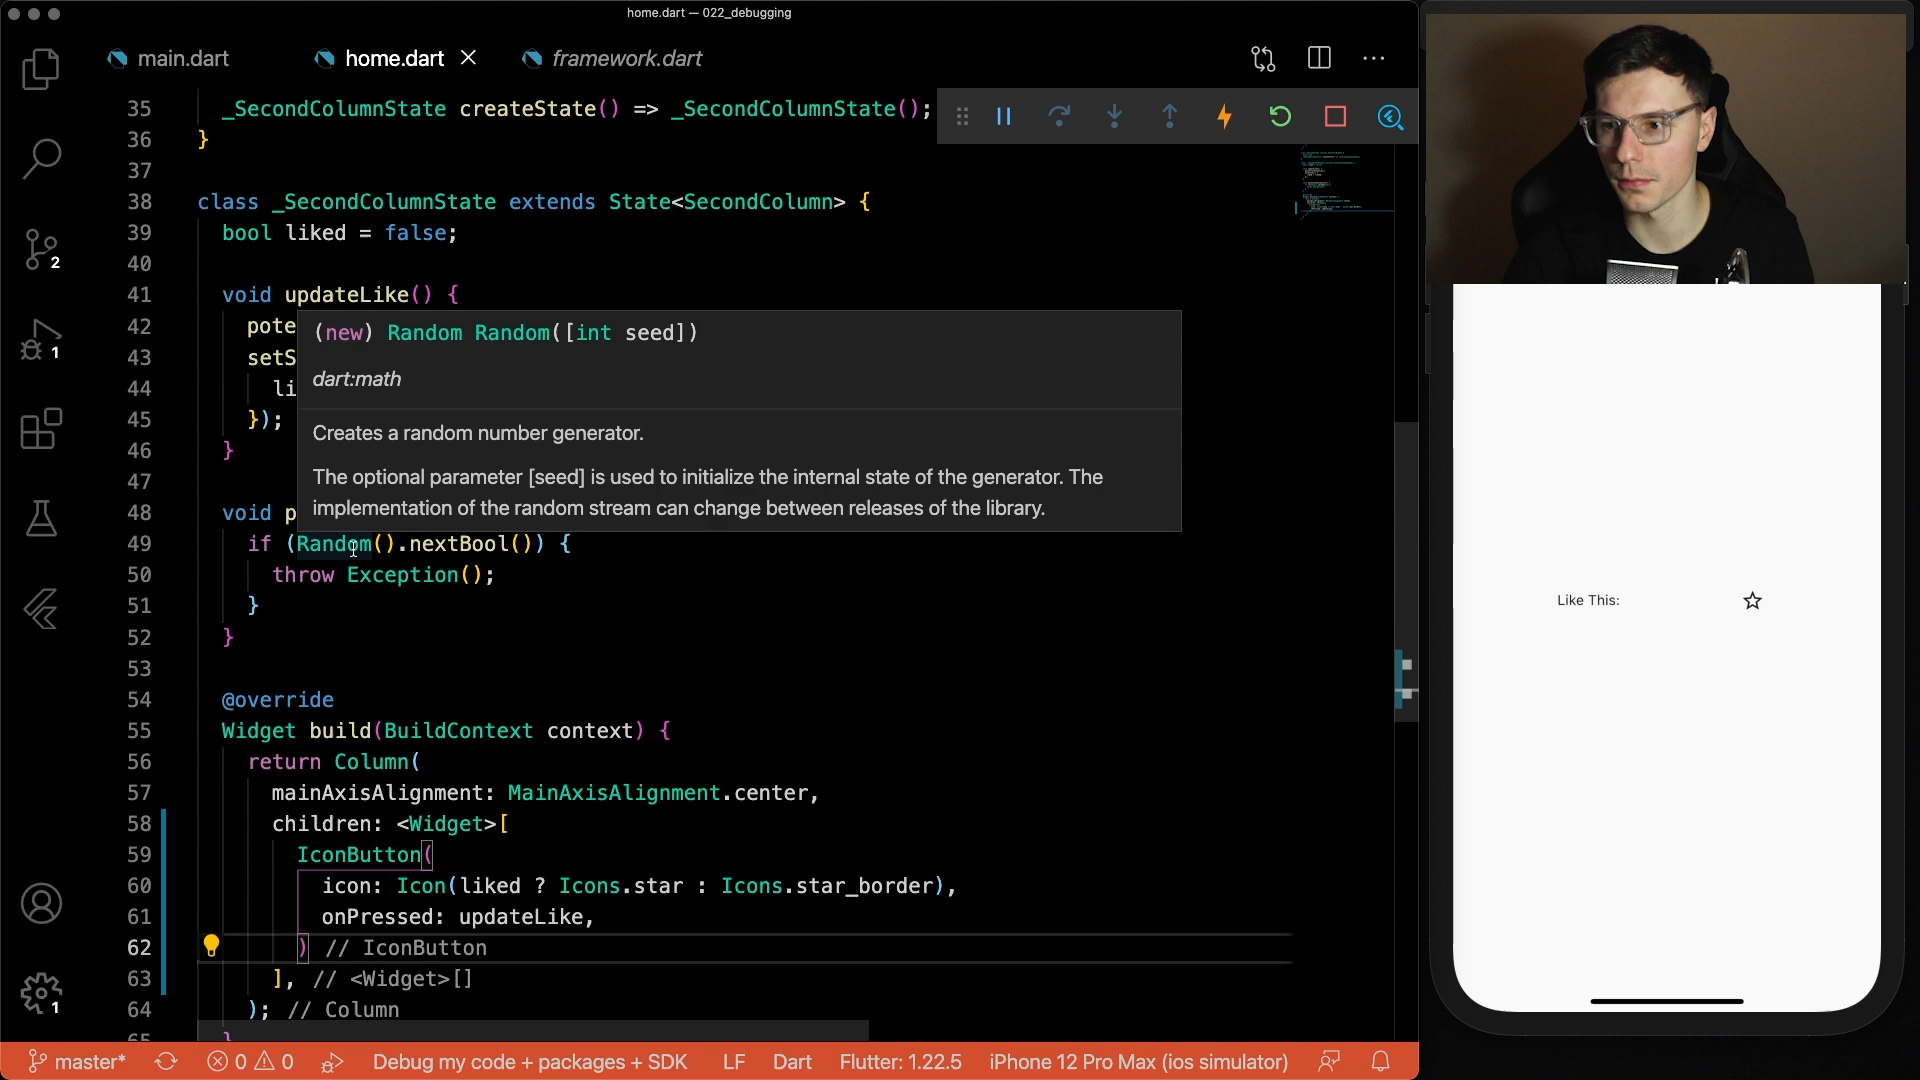 home.dart — 022_debugging
main.dart
home.dart
framework.dart
35 _SecondColumnState createState() => _SecondColumnState();
36 }
37
38 class _SecondColumnState extends State<SecondColumn> {
39 bool liked = false;
40
41 void updateLike() {
42 pote
43 setS
44 li
45 });
46 }
47
48 void p
(new) Random Random([int seed])
dart:math
Creates a random number generator.
The optional parameter [seed] is used to initialize the internal state of the generator. The
implementation of the random stream can change between releases of the library.
49 if (Random().nextBool()) {
50 throw Exception();
51 }
52 }
53
54 @override
55 Widget build(BuildContext context) {
56 return Column(
57 mainAxisAlignment: MainAxisAlignment.center,
58 children: <Widget>[
59 IconButton(
60 icon: Icon(liked ? Icons.star : Icons.star_border),
61 onPressed: updateLike,
62 ) // IconButton
63 ], // <Widget>[]
64 ); // Column
65 }
2
1
1
master* 0 0 Debug my code + packages + SDK LF Dart Flutter: 1.22.5 iPhone 12 Pro Max (ios simulator)
Like This: